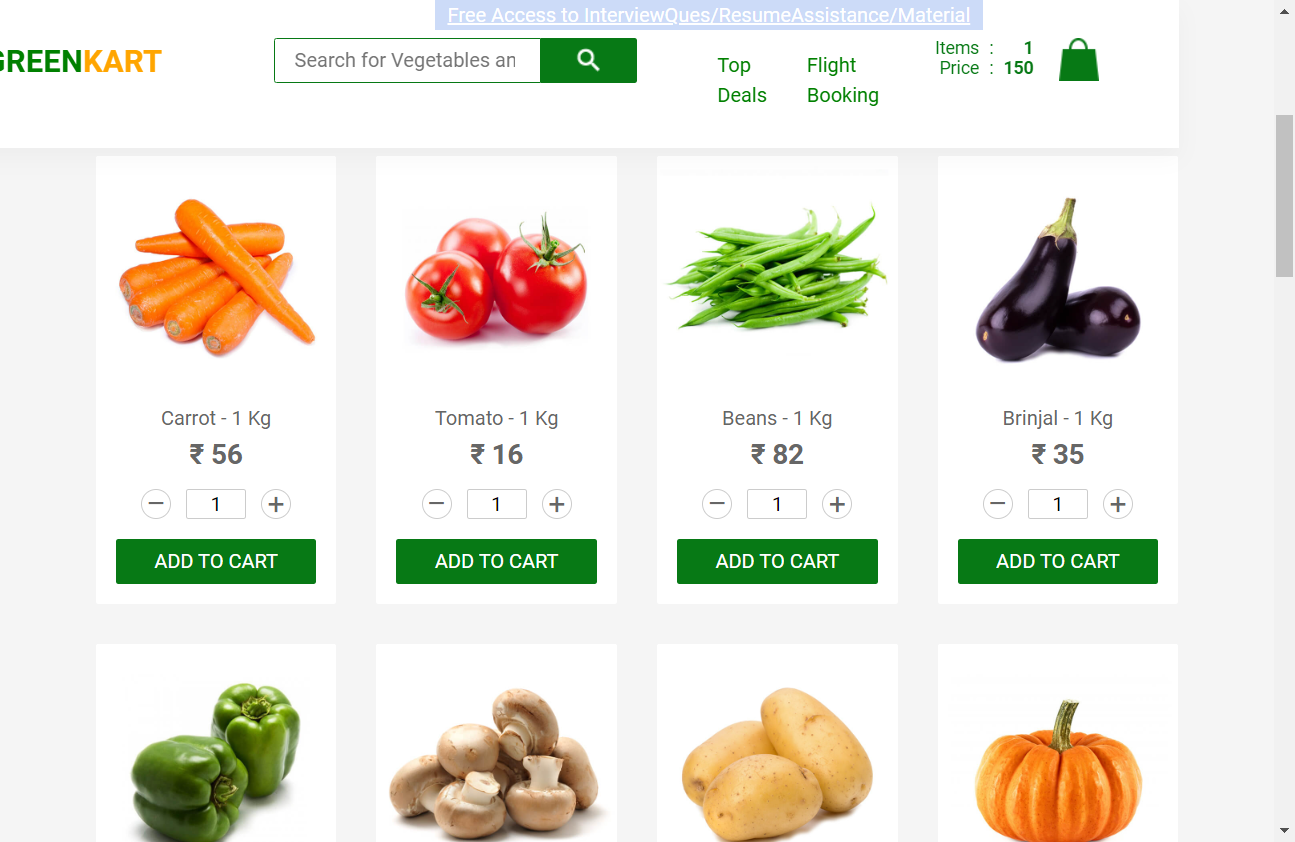 Free Access to InterviewQues/ResumeAssistance/Material
GREENKART
Search for Vegetables an
Top
Deals
Flight
Booking
Items : 1
Price : 150
Carrot - 1 Kg
₹ 56
− 1 +
ADD TO CART
Tomato - 1 Kg
₹ 16
− 1 +
ADD TO CART
Beans - 1 Kg
₹ 82
− 1 +
ADD TO CART
Brinjal - 1 Kg
₹ 35
− 1 +
ADD TO CART